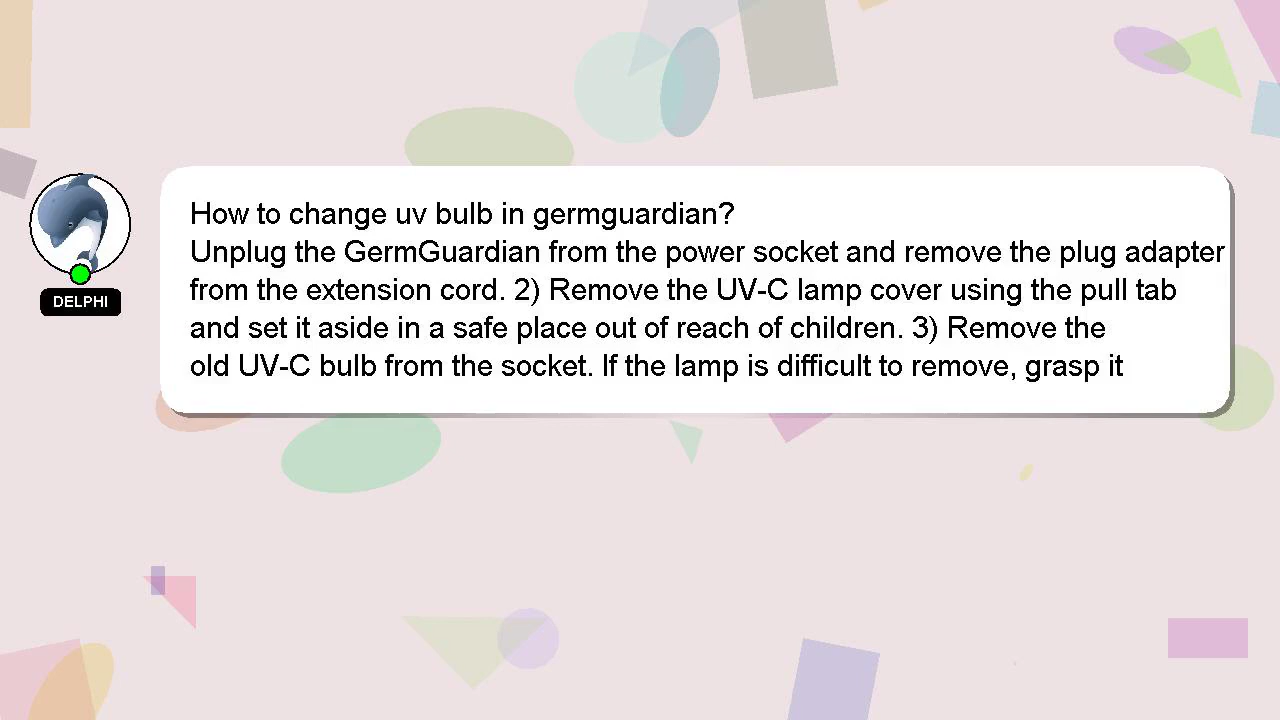 How to change uv bulb in germguardian?
Unplug the GermGuardian from the power socket and remove the plug adapter
from the extension cord. 2) Remove the UV-C lamp cover using the pull tab
and set it aside in a safe place out of reach of children. 3) Remove the
old UV-C bulb from the socket. If the lamp is difficult to remove, grasp it
DELPHI